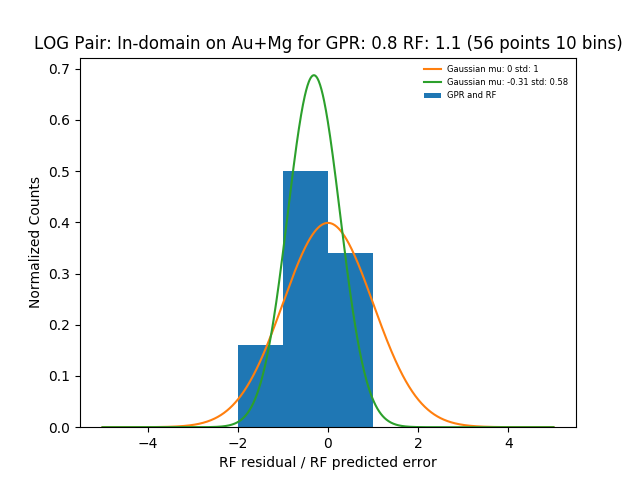 LOG Pair: In-domain on Au+Mg for GPR: 0.8 RF: 1.1 (56 points 10 bins)
Gaussian mu: 0 std: 1
Gaussian mu: -0.31 std: 0.58
GPR and RF
Normalized Counts
0.7
0.6
0.5
0.4
0.3
0.2
0.1
0.0
−4 −2 0 2 4
RF residual / RF predicted error